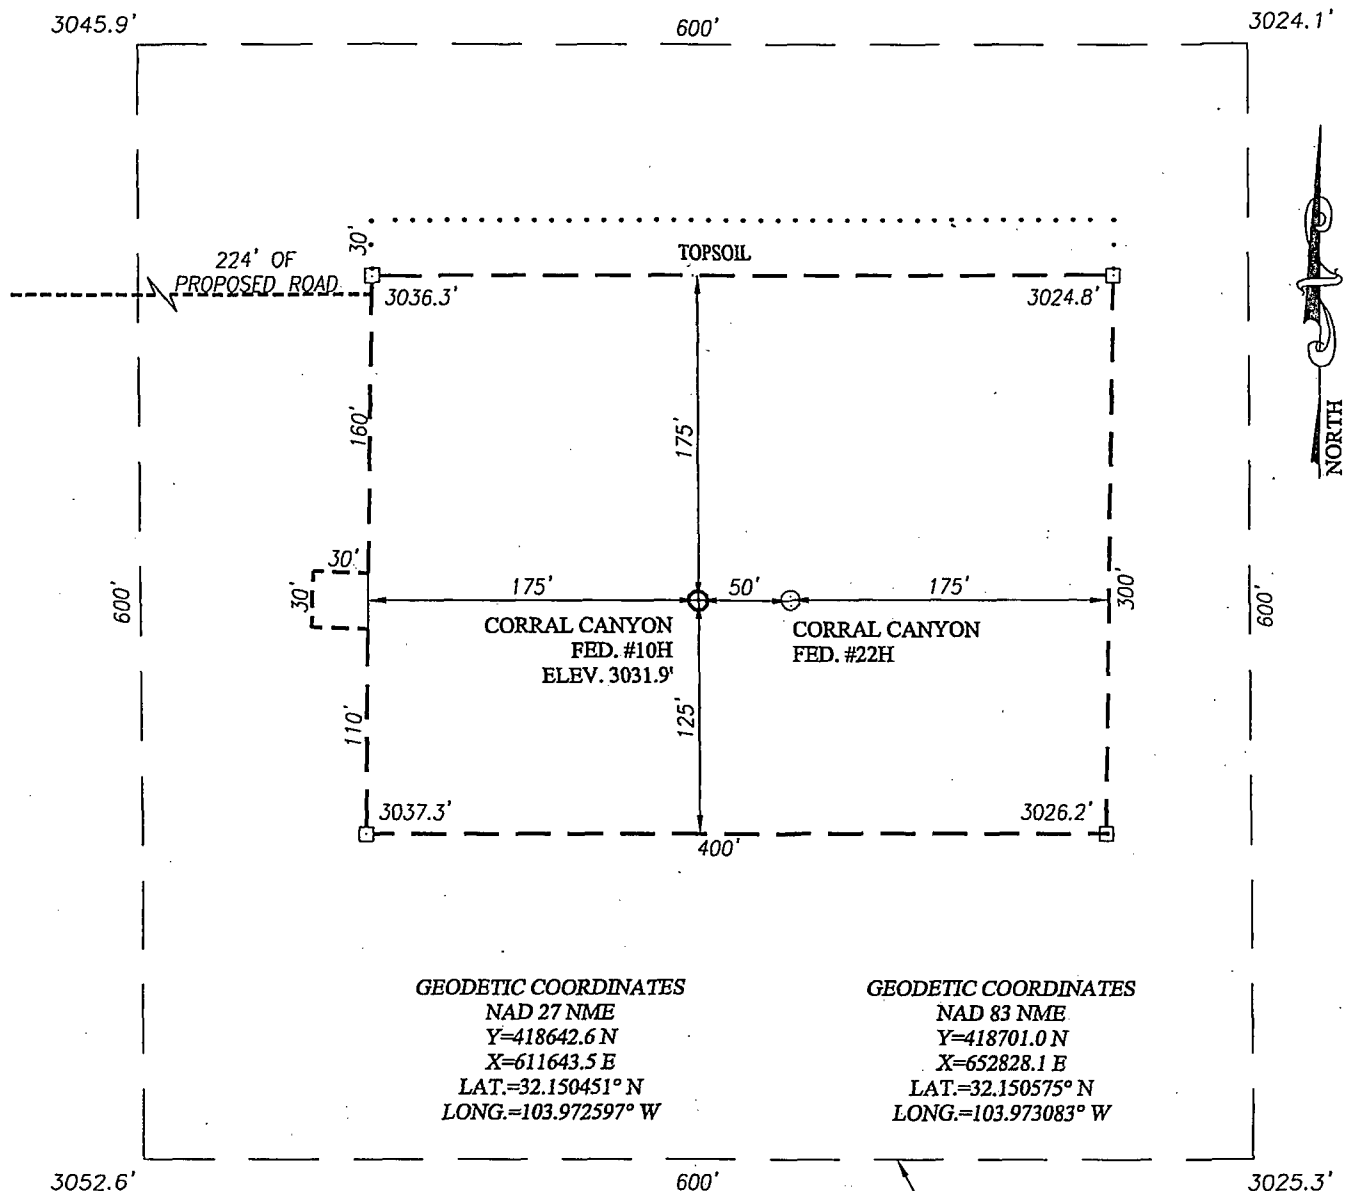 3045.9'
600'
3024.1'
30'
TOPSOIL
224' OF
PROPOSED ROAD
3036.3'
3024.8'
160'
175'
NORTH
30'
30'
600'
175'
50'
175'
300'
600'
CORRAL CANYON
FED. #10H
ELEV. 3031.9'
CORRAL CANYON
FED. #22H
110'
125'
3037.3'
3026.2'
400'
GEODETIC COORDINATES
NAD 27 NME
Y=418642.6 N
X=611643.5 E
LAT.=32.150451° N
LONG.=103.972597° W
GEODETIC COORDINATES
NAD 83 NME
Y=418701.0 N
X=652828.1 E
LAT.=32.150575° N
LONG.=103.973083° W
3052.6'
600'
3025.3'